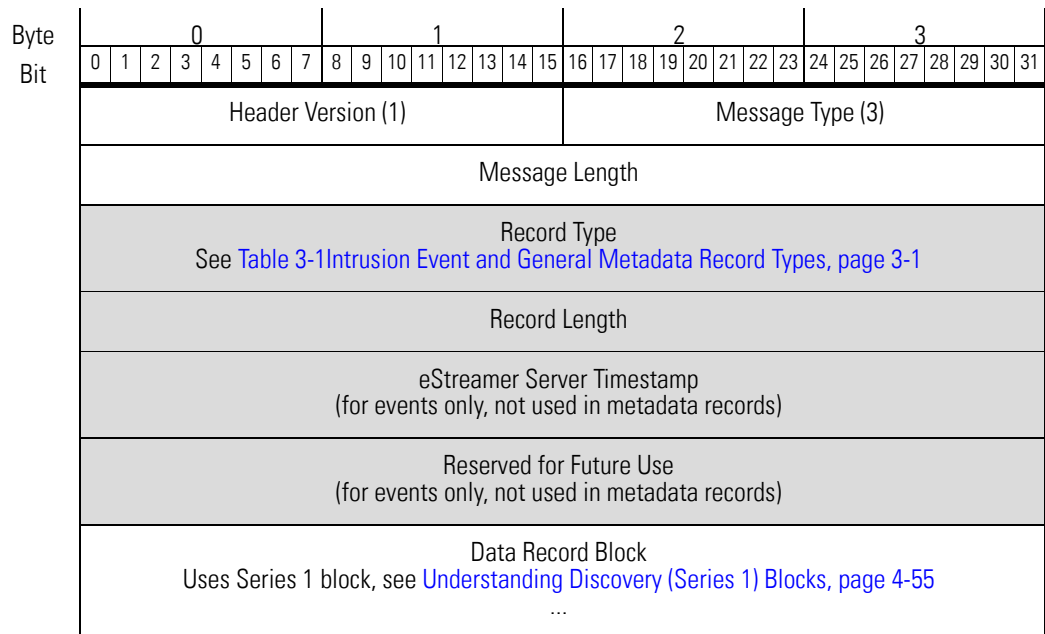 Byte 0 1 2 3
Bit 0 1 2 3 4 5 6 7 8 9 10 11 12 13 14 15 16 17 18 19 20 21 22 23 24 25 26 27 28 29 30 31
Header Version (1) Message Type (3)
Message Length
Record Type
See Table 3-1Intrusion Event and General Metadata Record Types, page 3-1
Record Length
eStreamer Server Timestamp
(for events only, not used in metadata records)
Reserved for Future Use
(for events only, not used in metadata records)
Data Record Block
Uses Series 1 block, see Understanding Discovery (Series 1) Blocks, page 4-55
...